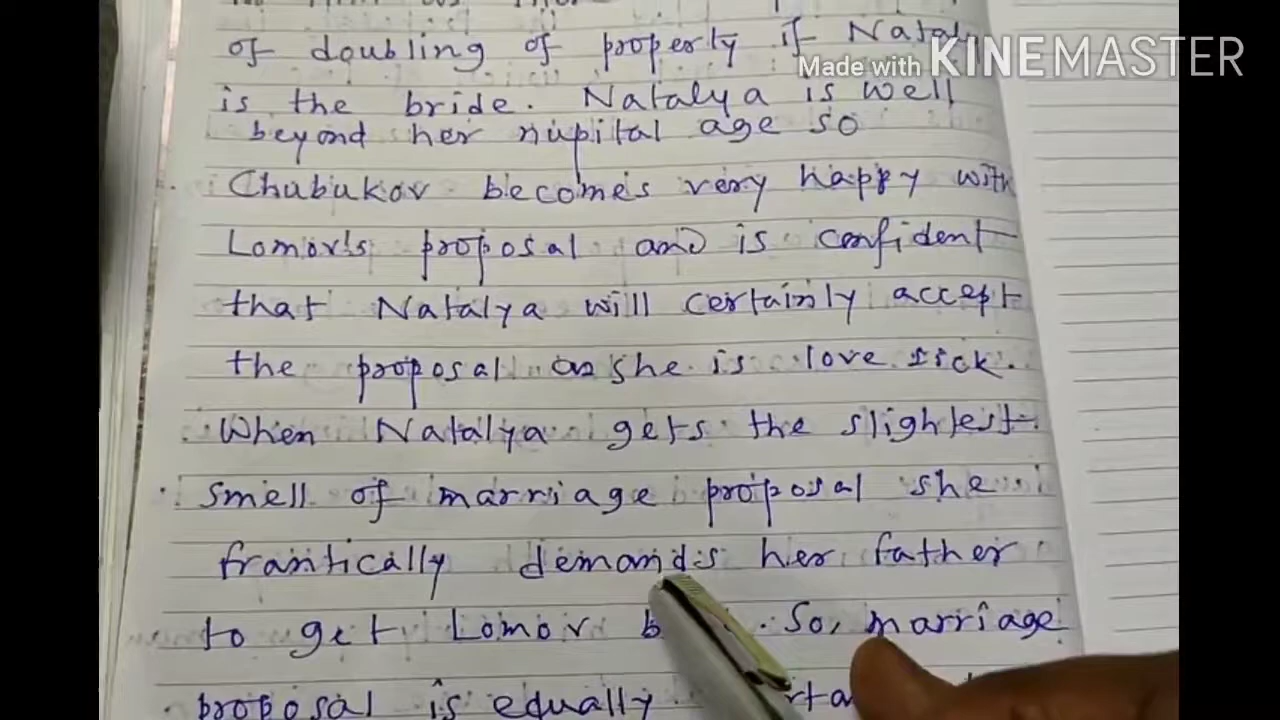 of doubling of property if
Made with KINEMASTER
is the bride. Natalya is well
beyond her nupital age so
Chubukov becomes very happy with
Lomov's proposal and is confident
that Natalya will certainly accept
the proposal as she is love sick.
When Natalya gets the slightest
smell of marriage proposal she
frantically demands her father
to get Lomov So, marriage
proposal is equally